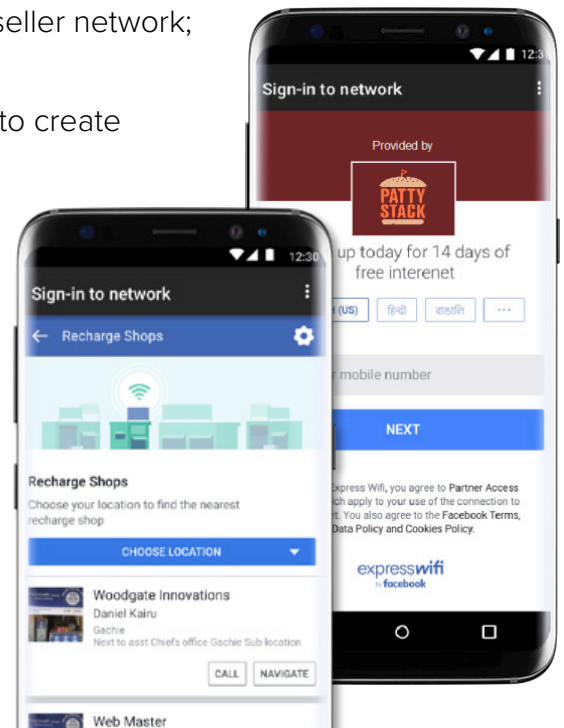 seller network;
to create
12:3
Sign-in to network
Provided by
PATTY
STACK
up today for 14 days of
free interenet
(US) हिन्दी ...
mobile number
NEXT
Express Wifi, you agree to Partner Access
ch apply to your use of the connection to
et. You also agree to the Facebook Terms,
Data Policy and Cookies Policy.
expresswifi
by facebook
12:30
Sign-in to network
Recharge Shops
Recharge Shops
Choose your location to find the nearest
recharge shop
CHOOSE LOCATION
Woodgate Innovations
Daniel Kairu
Gachie
Next to asst Chiefs office Gachie Sub location
CALL NAVIGATE
Web Master